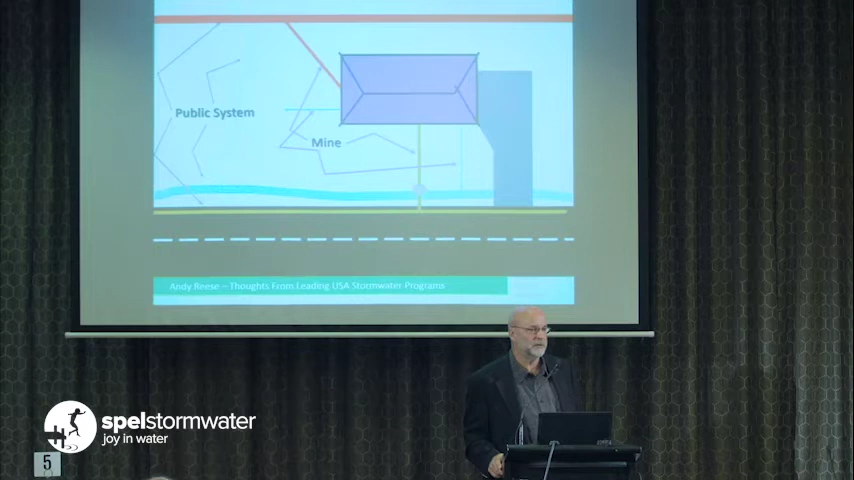 Public System
Mine
Andy Reese – Thoughts From Leading USA Stormwater Programs
spelstormwater
joy in water
5